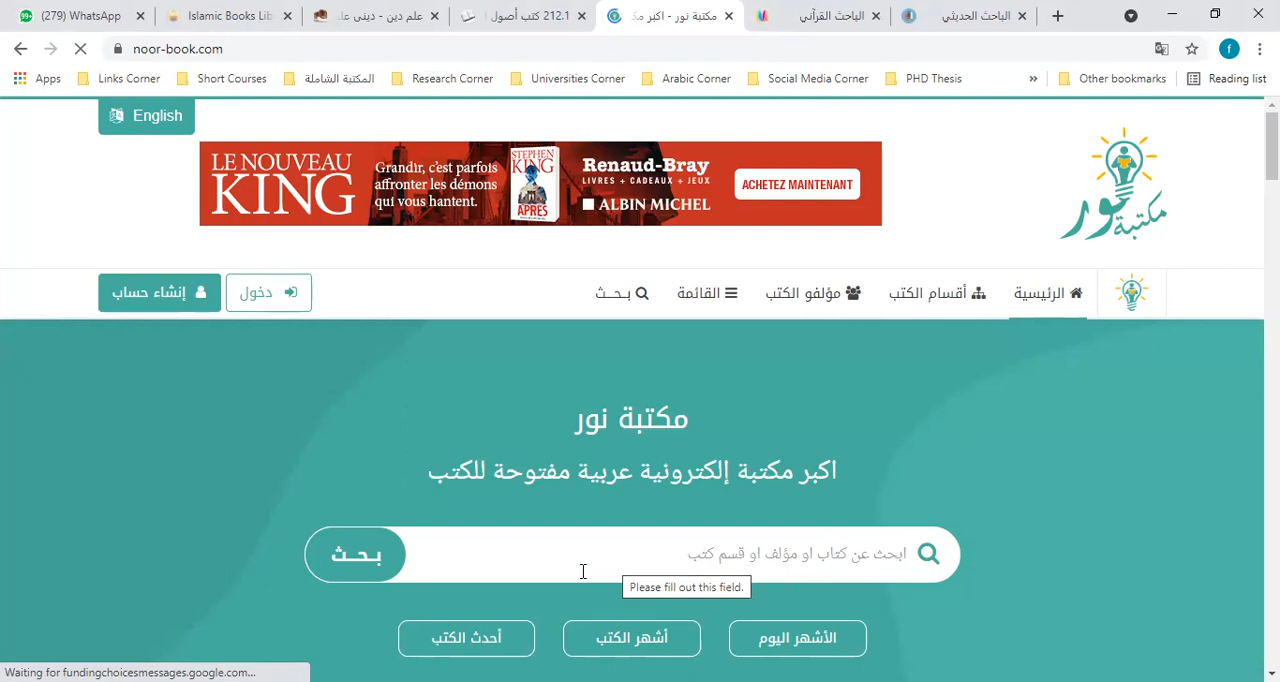 (279) WhatsApp
Islamic Books Lib
علم دين - دينى عل
212.1 كتب أصول ا
مكتبة نور - اكبر مك
الباحث القرآني
الباحث الحديثي
noor-book.com
f
Apps
Links Corner
Short Courses
المكتبة الشاملة
Research Corner
Universities Corner
Arabic Corner
Social Media Corner
PHD Thesis
»
Other bookmarks
Reading list
English
LE NOUVEAU
KING
Grandir, c'est parfois
affronter les démons
qui vous hantent.
STEPHEN
KING
APRÈS
Renaud-Bray
LIVRES + CADEAUX + JEUX
ALBIN MICHEL
ACHETEZ MAINTENANT
مكتبة نور
الرئيسية
أقسام الكتب
مؤلفو الكتب
القائمة
بـحـــث
دخول
إنشاء حساب
مكتبة نور
اكبر مكتبة إلكترونية عربية مفتوحة للكتب
ابحث عن كتاب او مؤلف او قسم كتب
بـحـــث
Please fill out this field.
الأشهر اليوم
أشهر الكتب
أحدث الكتب
Waiting for fundingchoicesmessages.google.com...